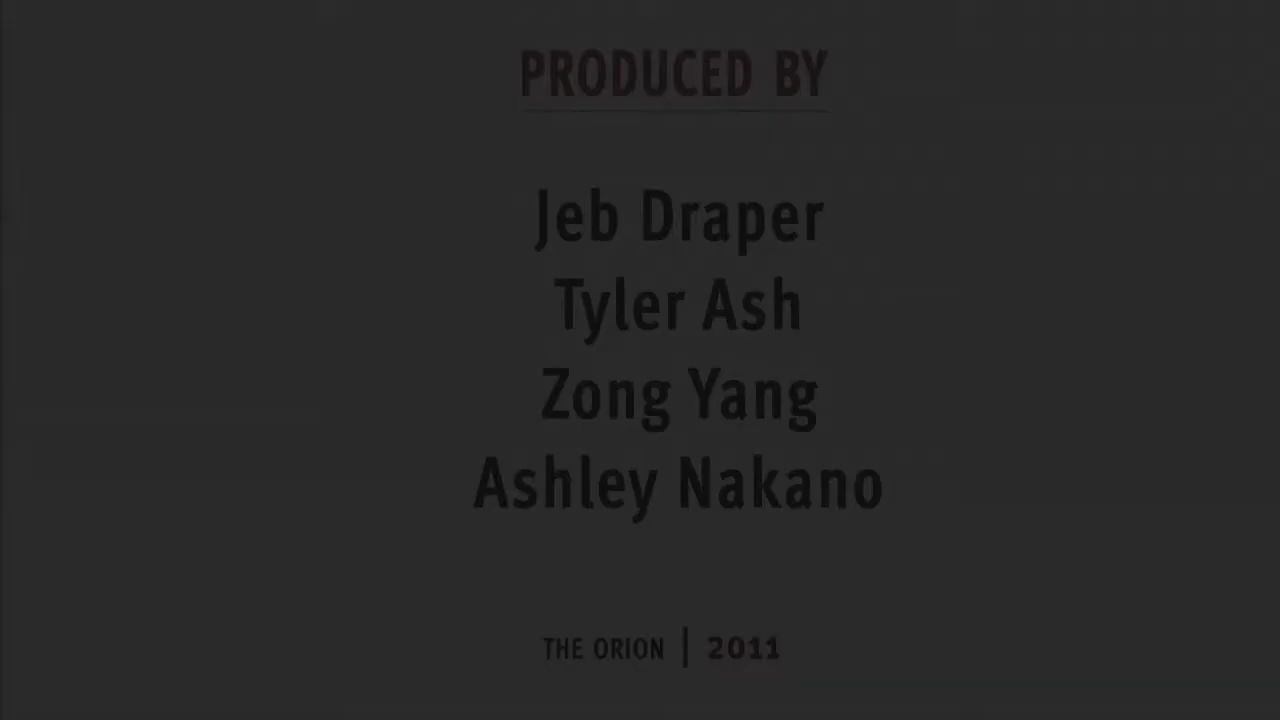 PRODUCED BY
Jeb Draper
Tyler Ash
Zong Yang
Ashley Nakano
THE ORION | 2011